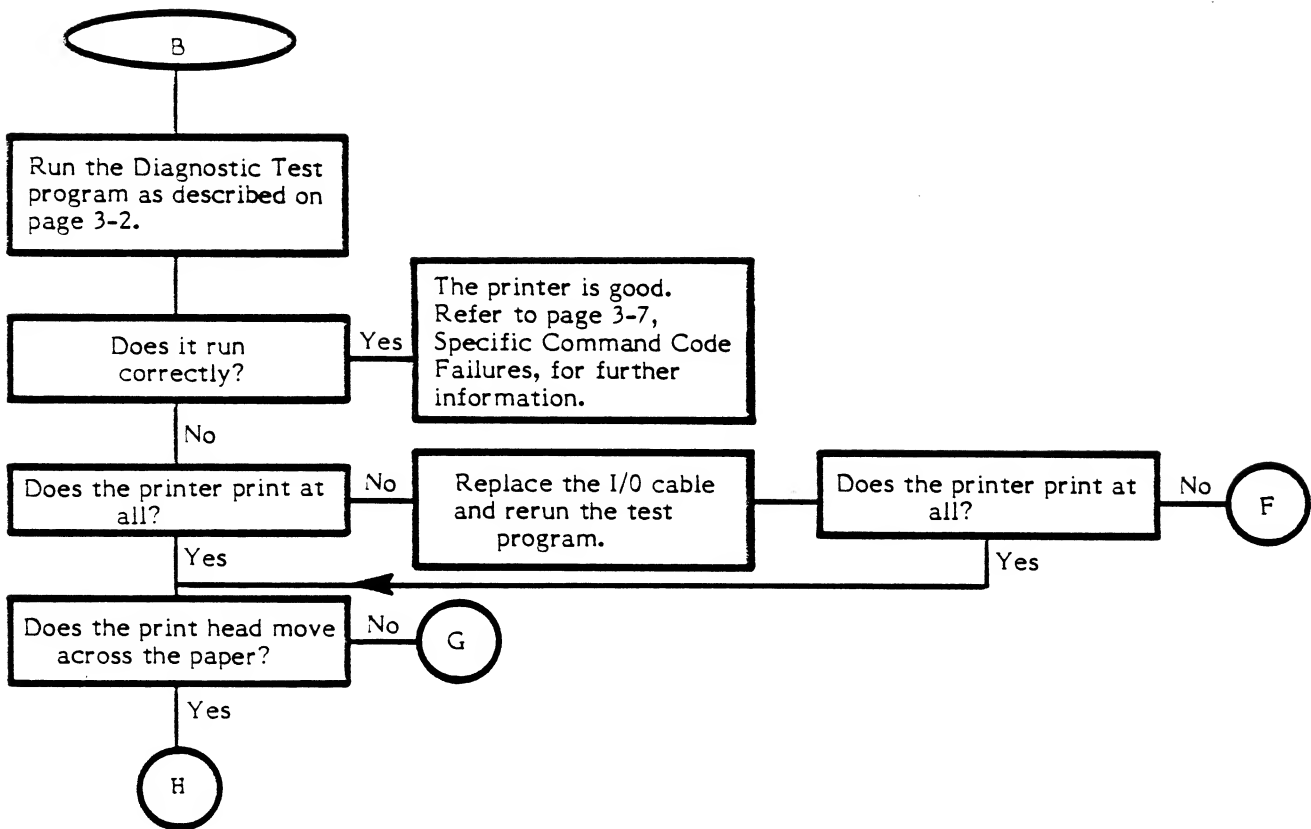 B
Run the Diagnostic Test
program as described on
page 3-2.
Does it run
correctly?
Yes
The printer is good.
Refer to page 3-7,
Specific Command Code
Failures, for further
information.
No
Does the printer print at
all?
No
Replace the I/0 cable
and rerun the test
program.
Does the printer print at
all?
No
F
Yes
Yes
Does the print head move
across the paper?
No
G
Yes
H